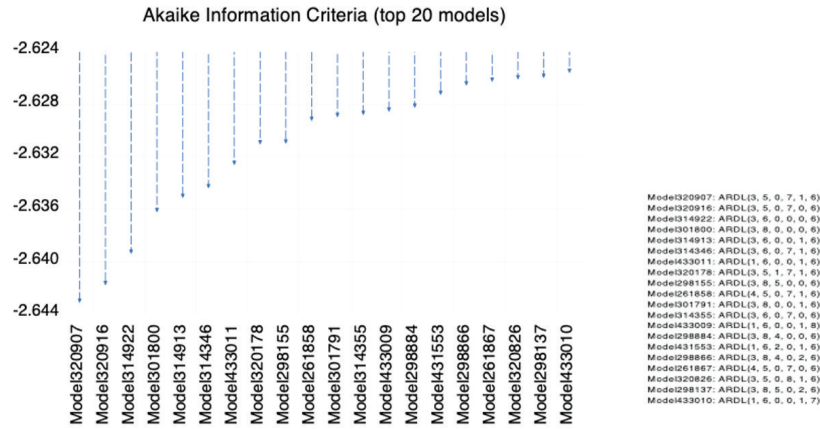 Akaike Information Criteria (top 20 models)
-2.624
-2.628
-2.632
-2.636
-2.640
-2.644
Model320907
Model320916
Model314922
Model301800
Model314913
Model314346
Model433011
Model320178
Model298155
Model261858
Model301791
Model314355
Model433009
Model298884
Model431553
Model298866
Model261867
Model320826
Model298137
Model433010
Model320907: ARDL(3, 5, 0, 7, 1, 6)
Model320916: ARDL(3, 5, 0, 7, 0, 6)
Model314922: ARDL(3, 6, 0, 0, 0, 6)
Model301800: ARDL(3, 8, 0, 0, 0, 6)
Model314913: ARDL(3, 6, 0, 0, 1, 6)
Model314346: ARDL(3, 6, 0, 7, 1, 6)
Model433011: ARDL(1, 6, 0, 0, 1, 6)
Model320178: ARDL(3, 5, 1, 7, 1, 6)
Model298155: ARDL(3, 8, 5, 0, 0, 6)
Model261858: ARDL(4, 5, 0, 7, 1, 6)
Model301791: ARDL(3, 8, 0, 0, 1, 6)
Model314355: ARDL(3, 6, 0, 7, 0, 6)
Model433009: ARDL(1, 6, 0, 0, 1, 8)
Model298884: ARDL(3, 8, 4, 0, 0, 6)
Model431553: ARDL(1, 6, 2, 0, 1, 6)
Model298866: ARDL(3, 8, 4, 0, 2, 6)
Model261867: ARDL(4, 5, 0, 7, 0, 6)
Model320826: ARDL(3, 5, 0, 8, 1, 6)
Model298137: ARDL(3, 8, 5, 0, 2, 6)
Model433010: ARDL(1, 6, 0, 0, 1, 7)